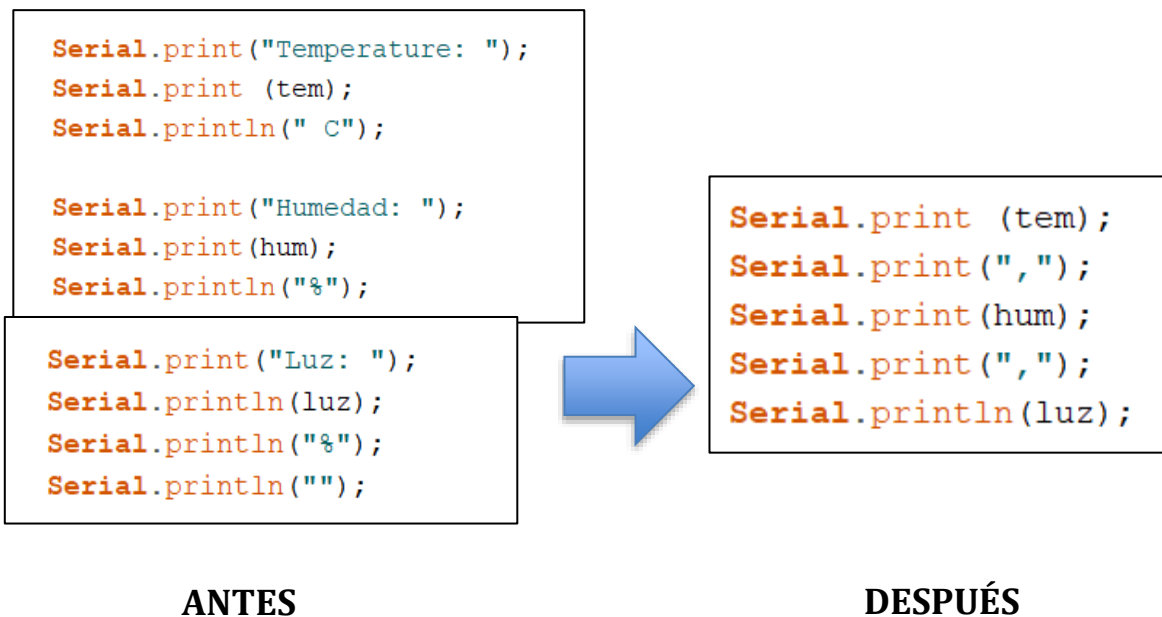 Serial.print("Temperature: ");
Serial.print (tem);
Serial.println(" C");
Serial.print("Humedad: ");
Serial.print(hum);
Serial.println("%");
Serial.print("Luz: ");
Serial.println(luz);
Serial.println("%");
Serial.println("");
ANTES
Serial.print (tem);
Serial.print(",");
Serial.print(hum);
Serial.print(",");
Serial.println(luz);
DESPUÉS